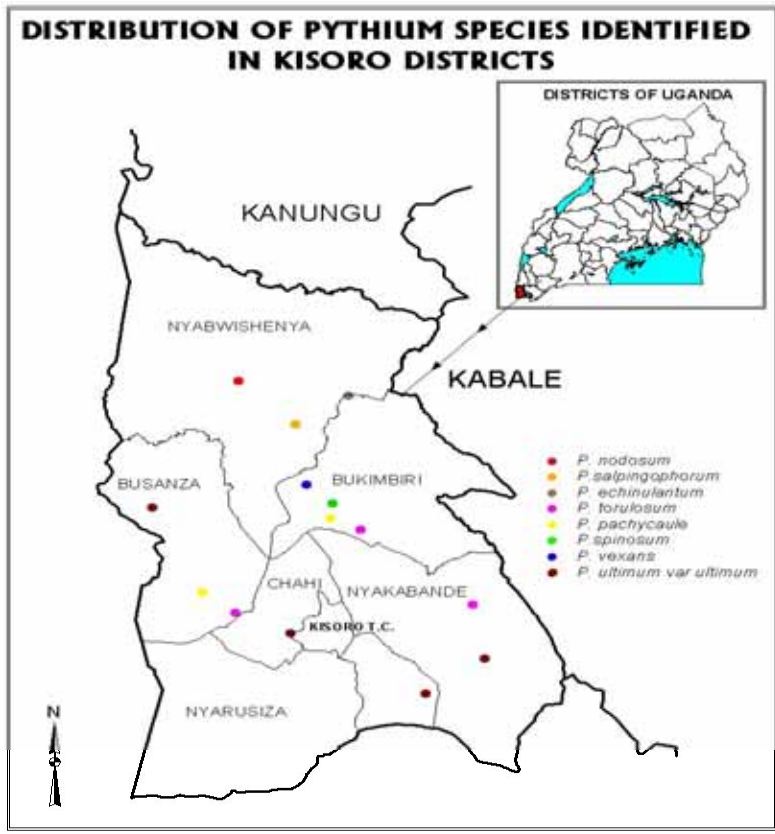 DISTRIBUTION OF PYTHIUM SPECIES IDENTIFIED
IN KISORO DISTRICTS
DISTRICTS OF UGANDA
KANUNGU
NYABWISHENYA
KABALE
BUSANZA
BUKIMBIRI
P. nodosum
P.salpingophorum
P. echinulantum
P. torulosum
P. pachycaule
P.spinosum
P. vexans
P. ultimum var ultimum
CHAHI
NYAKABANDE
KISORO T.C.
NYARUSIZA
N